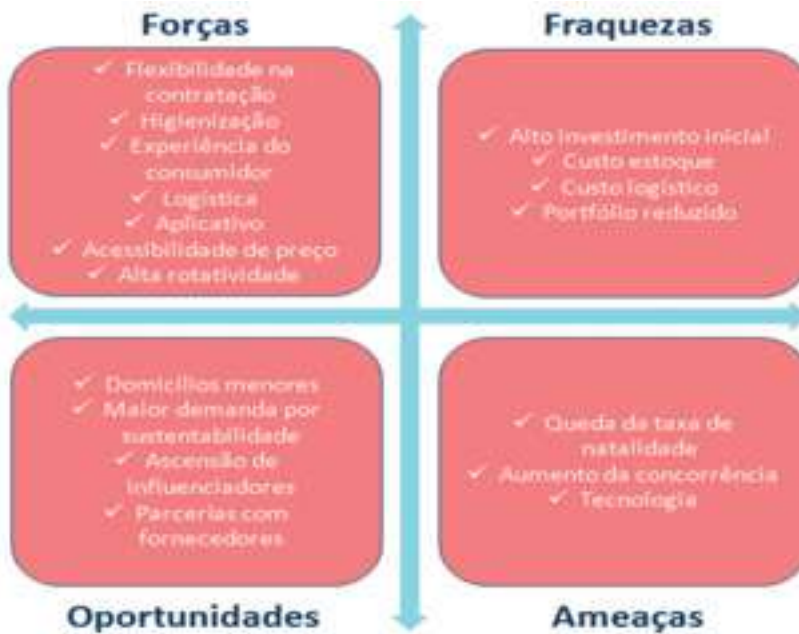 Forças
✓ Flexibilidade na
contratação
✓ Higienização
✓ Experiência do
consumidor
✓ Logística
✓ Aplicativo
✓ Acessibilidade de preço
✓ Alta rotatividade
Fraquezas
✓ Alto investimento inicial
✓ Custo estoque
✓ Custo logístico
✓ Portfólio reduzido
✓ Domicílios menores
✓ Maior demanda por
sustentabilidade
✓ Ascensão de
influenciadores
✓ Parcerias com
fornecedores
Oportunidades
✓ Queda da taxa de
natalidade
✓ Aumento da concorrência
✓ Tecnologia
Ameaças